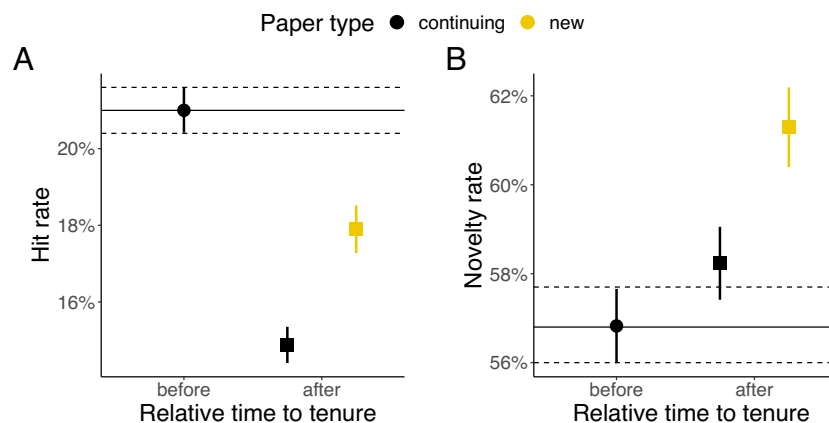 Paper type continuing new
A
Hit rate
20%
18%
16%
before after
Relative time to tenure
B
Novelty rate
62%
60%
58%
56%
before after
Relative time to tenure